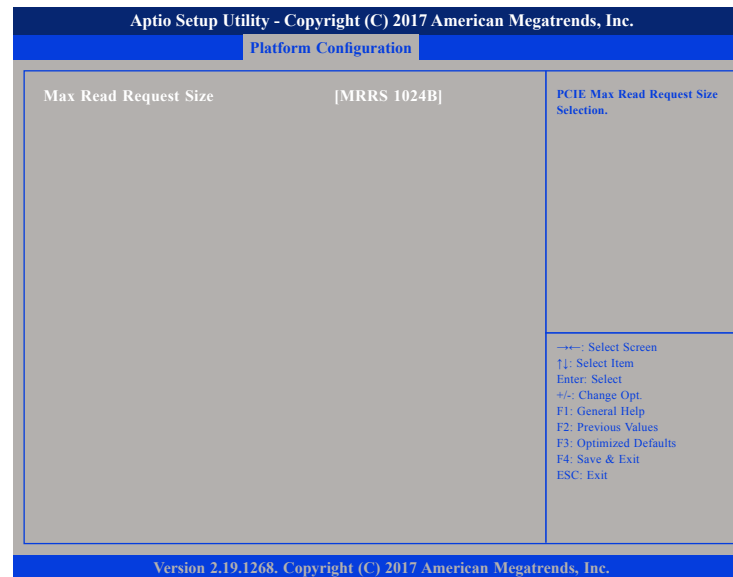 Aptio Setup Utility - Copyright (C) 2017 American Megatrends, Inc.
Platform Configuration
Max Read Request Size [MRRS 1024B]
PCIE Max Read Request Size
Selection.
→←: Select Screen
↑↓: Select Item
Enter: Select
+/-: Change Opt.
F1: General Help
F2: Previous Values
F3: Optimized Defaults
F4: Save & Exit
ESC: Exit
Version 2.19.1268. Copyright (C) 2017 American Megatrends, Inc.